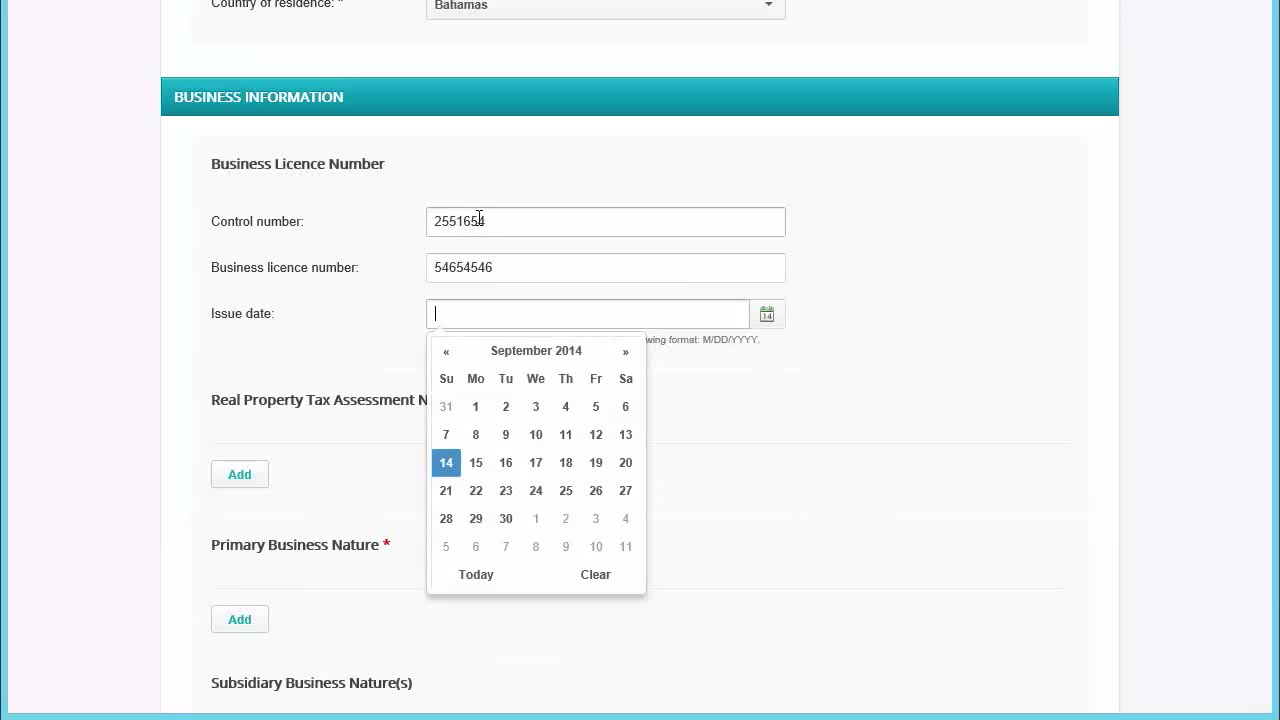 Country of residence: *
Bahamas
BUSINESS INFORMATION
Business Licence Number
Control number:
2551654
Business licence number:
54654546
Issue date:
14
wing format: M/DD/YYYY.
« September 2014 »
Su Mo Tu We Th Fr Sa
31 1 2 3 4 5 6
7 8 9 10 11 12 13
14 15 16 17 18 19 20
21 22 23 24 25 26 27
28 29 30 1 2 3 4
5 6 7 8 9 10 11
Today Clear
Real Property Tax Assessment N
Add
Primary Business Nature *
Add
Subsidiary Business Nature(s)